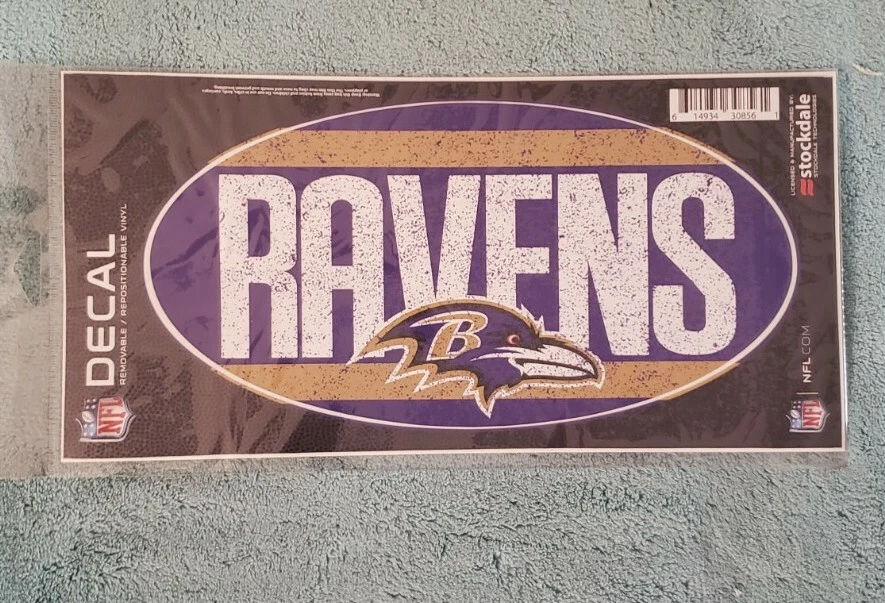 RAVENS
B
DECAL
REMOVABLE / REPOSITIONABLE VINYL
NFL
6 14934 30856 1
LICENSED & MANUFACTURED BY
stockdale
STOCKDALE TECHNOLOGIES
NFL
NFL.COM